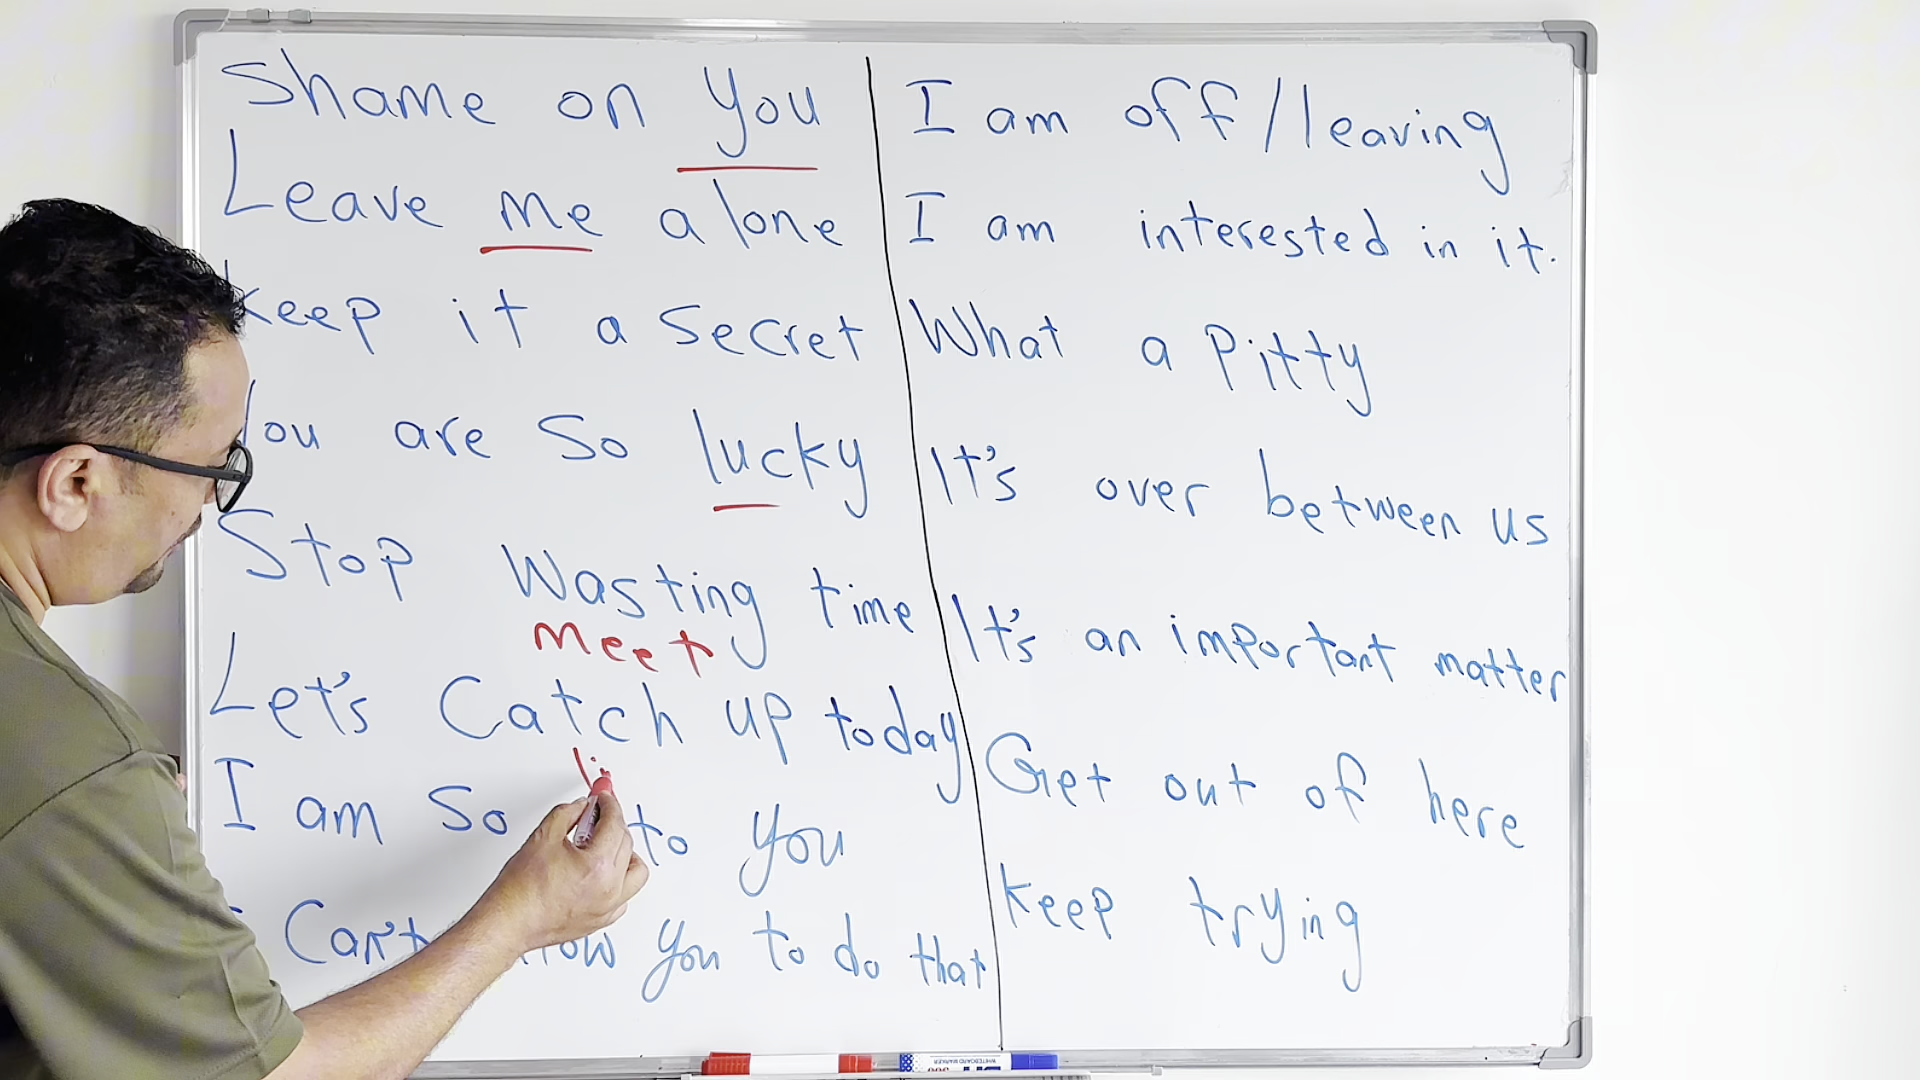 Shame on you
Leave me alone
Keep it a secret
You are so lucky
Stop wasting time
meet
Let's Catch up today
I am so to you
Can't you to do that
I am off/leaving
I am interested in it.
What a pitty
It's over between us
It's an important matter
Get out of here
Keep trying